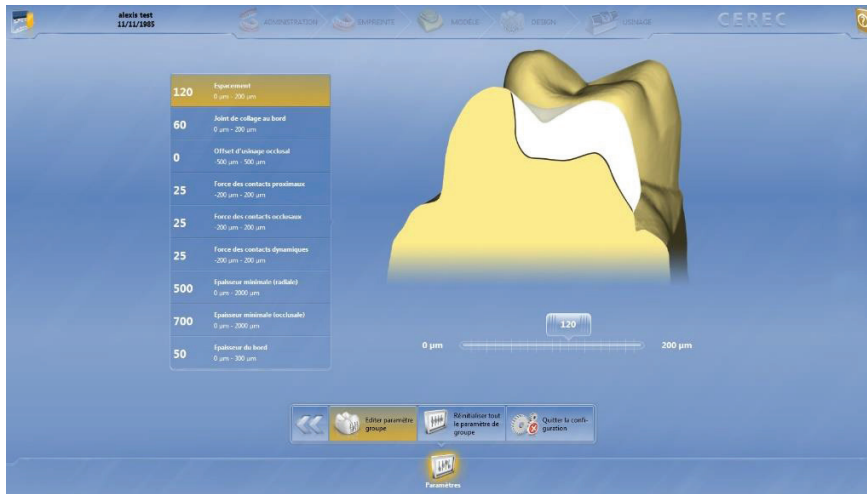 alexis test
11/11/1985
ADMINISTRATION
EMPREINTE
MODÈLE
DESIGN
USINAGE
CEREC
120 Espacement
0 µm - 200 µm
60 Joint de collage au bord
0 µm - 200 µm
0 Offset d'usinage occlusal
-500 µm - 500 µm
25 Force des contacts proximaux
-200 µm - 200 µm
25 Force des contacts occlusaux
-200 µm - 200 µm
25 Force des contacts dynamiques
-200 µm - 200 µm
500 Epaisseur minimale (radiale)
0 µm - 2000 µm
700 Epaisseur minimale (occlusale)
0 µm - 2000 µm
50 Epaisseur du bord
0 µm - 300 µm
120
0 µm
200 µm
Editer paramètre
groupe
Réinitialiser tout
le paramètre de
groupe
Quitter la confi-
guration
Paramètres